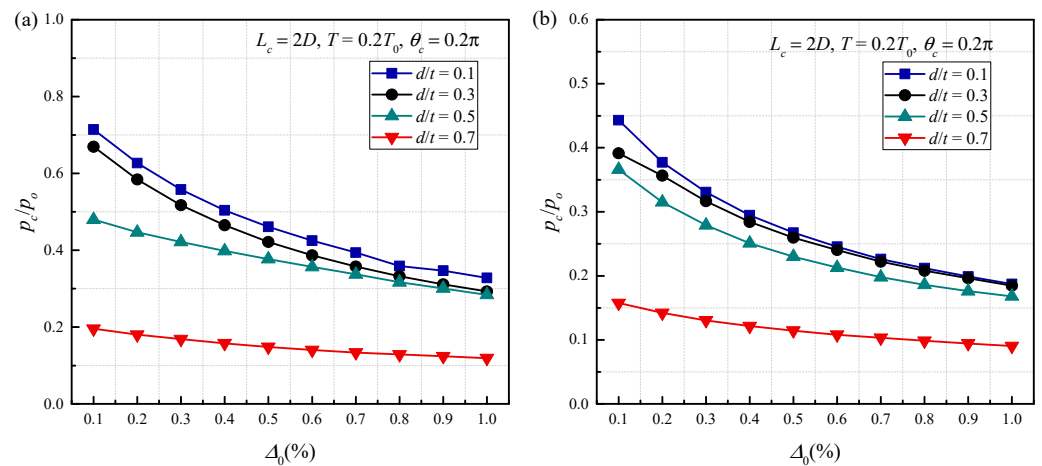 (a)
L_c = 2D, T = 0.2T_0, θ_c = 0.2π
d/t = 0.1
d/t = 0.3
d/t = 0.5
d/t = 0.7
1.0
0.8
0.6
0.4
0.2
0.0
p_c/p_o
0.1 0.2 0.3 0.4 0.5 0.6 0.7 0.8 0.9 1.0
Δ_0(%)
(b)
L_c = 2D, T = 0.2T_0, θ_c = 0.2π
d/t = 0.1
d/t = 0.3
d/t = 0.5
d/t = 0.7
0.6
0.5
0.4
0.3
0.2
0.1
0.0
p_c/p_o
0.1 0.2 0.3 0.4 0.5 0.6 0.7 0.8 0.9 1.0
Δ_0(%)